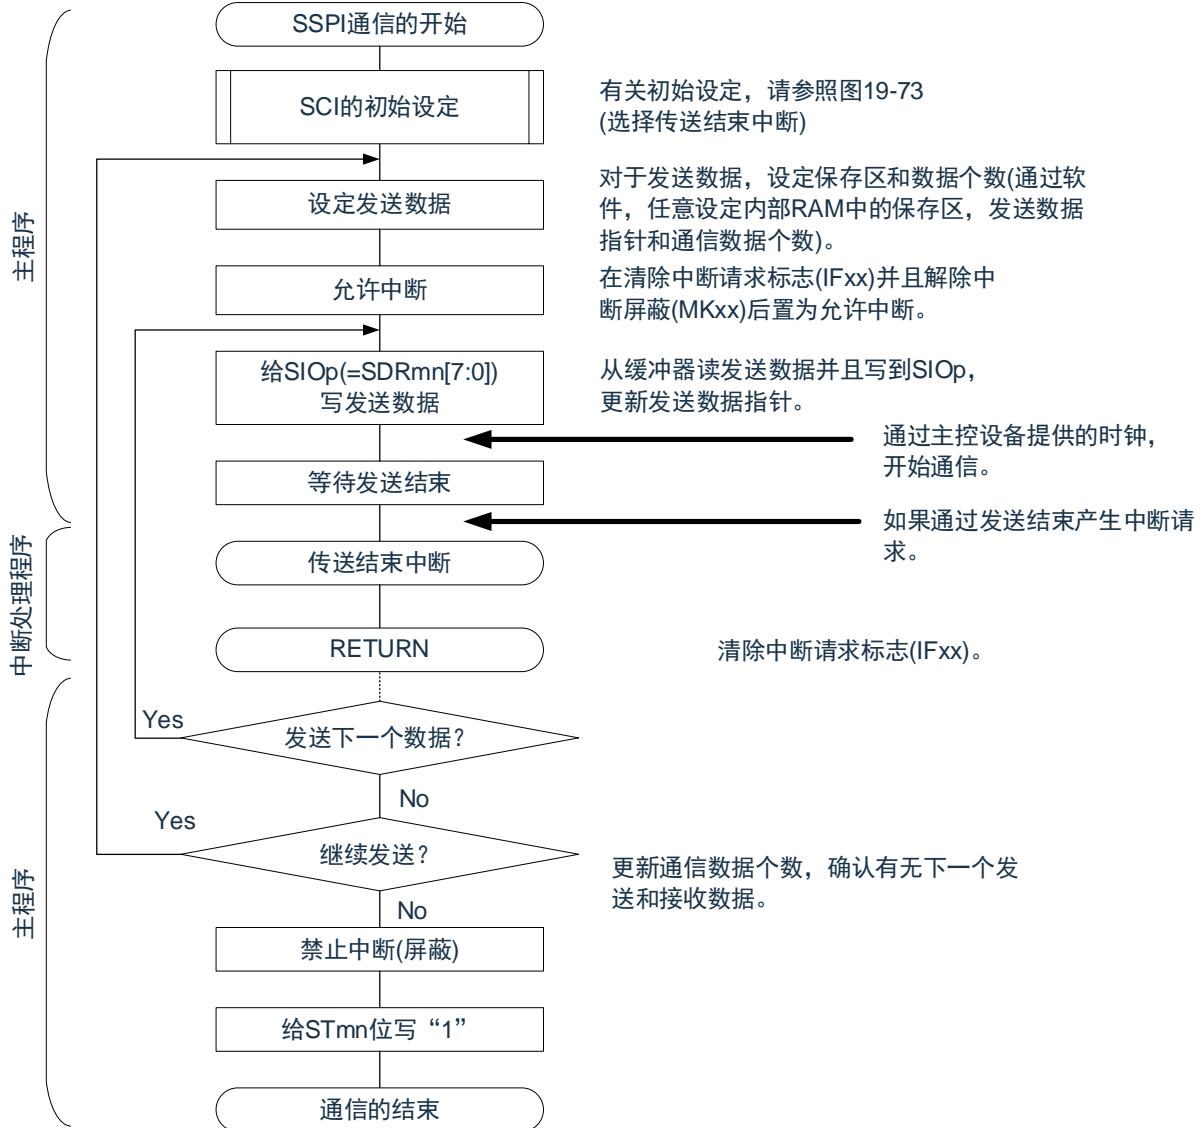 SSPI通信的开始
SCI的初始设定
有关初始设定，请参照图19-73
(选择传送结束中断)
主程序
设定发送数据
对于发送数据，设定保存区和数据个数(通过软
件，任意设定内部RAM中的保存区，发送数据
指针和通信数据个数)。
允许中断
在清除中断请求标志(IFxx)并且解除中
断屏蔽(MKxx)后置为允许中断。
给SIOp(=SDRmn[7:0])
写发送数据
从缓冲器读发送数据并且写到SIOp，
更新发送数据指针。
通过主控设备提供的时钟，
开始通信。
等待发送结束
如果通过发送结束产生中断请
求。
中断处理程序
传送结束中断
RETURN
清除中断请求标志(IFxx)。
Yes
发送下一个数据？
No
Yes
继续发送？
更新通信数据个数，确认有无下一个发
送和接收数据。
主程序
No
禁止中断(屏蔽)
给STmn位写“1”
通信的结束